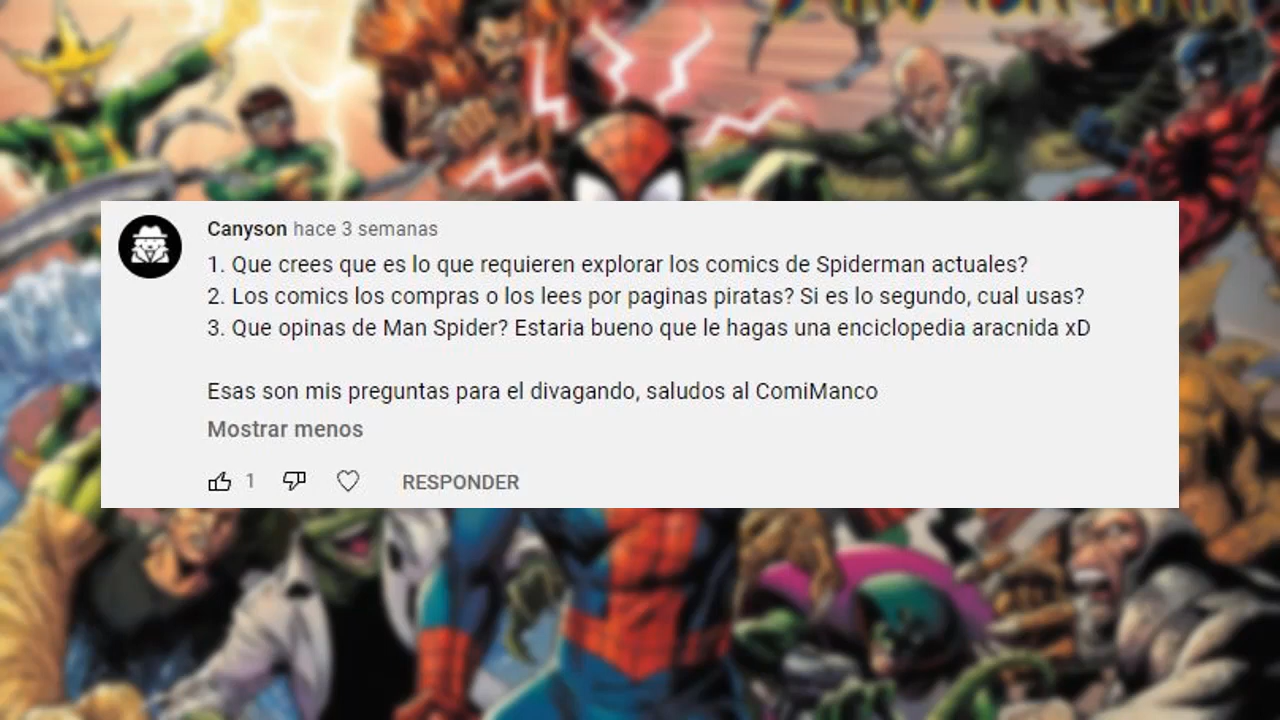 Canyson hace 3 semanas
1. Que crees que es lo que requieren explorar los comics de Spiderman actuales?
2. Los comics los compras o los lees por paginas piratas? Si es lo segundo, cual usas?
3. Que opinas de Man Spider? Estaria bueno que le hagas una enciclopedia aracnida xD
Esas son mis preguntas para el divagando, saludos al ComiManco
Mostrar menos
1 RESPONDER